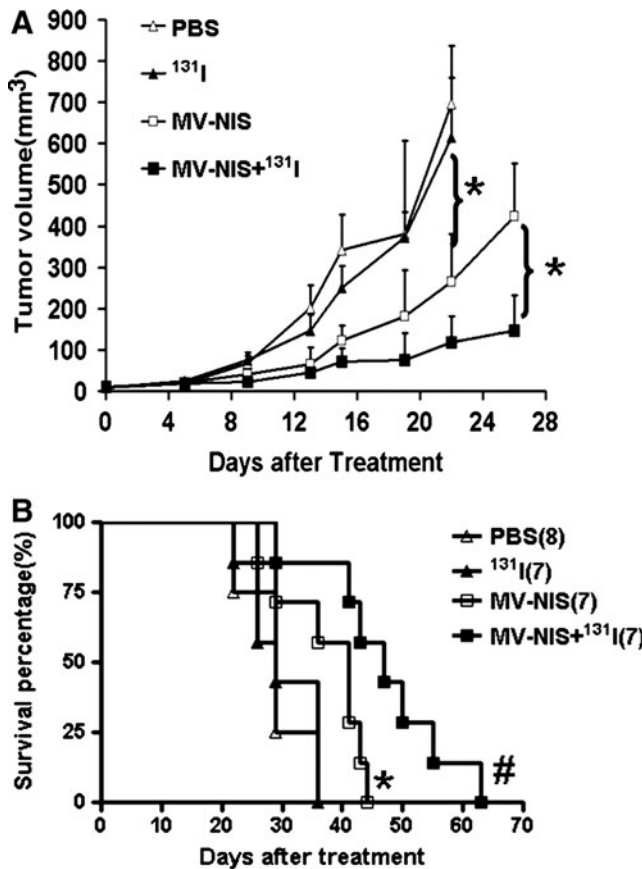 A
Tumor volume(mm³)
900
800
700
600
500
400
300
200
100
0
PBS
¹³¹I
MV-NIS
MV-NIS+¹³¹I
*
*
0 4 8 12 16 20 24 28
Days after Treatment
B
Survival percentage(%)
100
75
50
25
0
PBS(8)
¹³¹I(7)
MV-NIS(7)
MV-NIS+¹³¹I(7)
*
#
0 10 20 30 40 50 60 70
Days after treatment